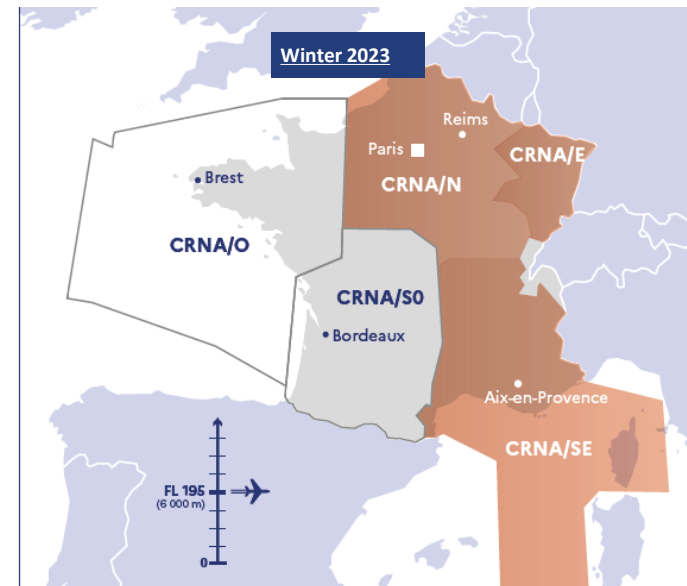 Winter 2023
Reims
Paris
CRNA/E
CRNA/N
Brest
CRNA/O
CRNA/S0
Bordeaux
Aix-en-Provence
CRNA/SE
FL 195
(6 000 m)
0